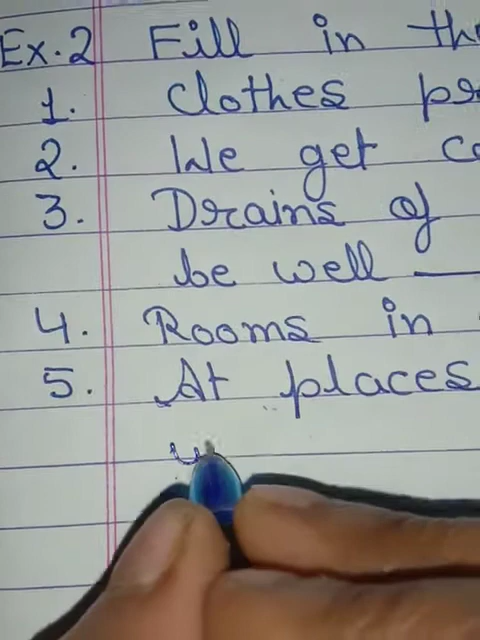 Ex.2 Fill in
1. Clothes
2. We get
3. Drains of
be well ___
4. Rooms in
5. At places